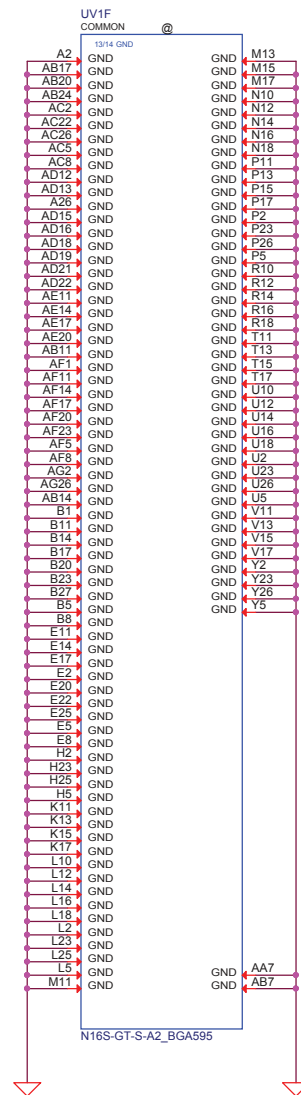 UV1F
COMMON @
13/14 GND
A2 GND GND M13
AB17 GND GND M15
AB20 GND GND M17
AB24 GND GND N10
AC2 GND GND N12
AC22 GND GND N14
AC26 GND GND N16
AC5 GND GND N18
AC8 GND GND P11
AD12 GND GND P13
AD13 GND GND P15
A26 GND GND P17
AD15 GND GND P2
AD16 GND GND P23
AD18 GND GND P26
AD19 GND GND P5
AD21 GND GND R10
AD22 GND GND R12
AE11 GND GND R14
AE14 GND GND R16
AE17 GND GND R18
AE20 GND GND T11
AB11 GND GND T13
AF1 GND GND T15
AF11 GND GND T17
AF14 GND GND U10
AF17 GND GND U12
AF20 GND GND U14
AF23 GND GND U16
AF5 GND GND U18
AF8 GND GND U2
AG2 GND GND U23
AG26 GND GND U26
AB14 GND GND U5
B1 GND GND V11
B11 GND GND V13
B14 GND GND V15
B17 GND GND V17
B20 GND GND Y2
B23 GND GND Y23
B27 GND GND Y26
B5 GND GND Y5
B8 GND
E11 GND
E14 GND
E17 GND
E2 GND
E20 GND
E22 GND
E25 GND
E5 GND
E8 GND
H2 GND
H23 GND
H25 GND
H5 GND
K11 GND
K13 GND
K15 GND
K17 GND
L10 GND
L12 GND
L14 GND
L16 GND
L18 GND
L2 GND
L23 GND
L25 GND
L5 GND GND AA7
M11 GND GND AB7
N16S-GT-S-A2_BGA595